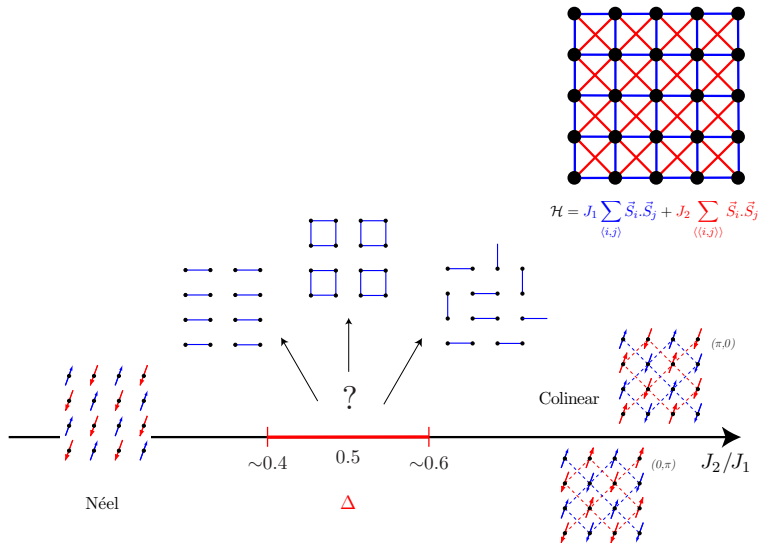 ℋ = J₁ ∑ S⃗ᵢ.S⃗ⱼ + J₂ ∑ S⃗ᵢ.S⃗ⱼ
⟨i,j⟩ ⟨⟨i,j⟩⟩
(π,0)
?
Colinear
∼0.4 0.5 ∼0.6 J₂/J₁
(0,π)
Néel Δ